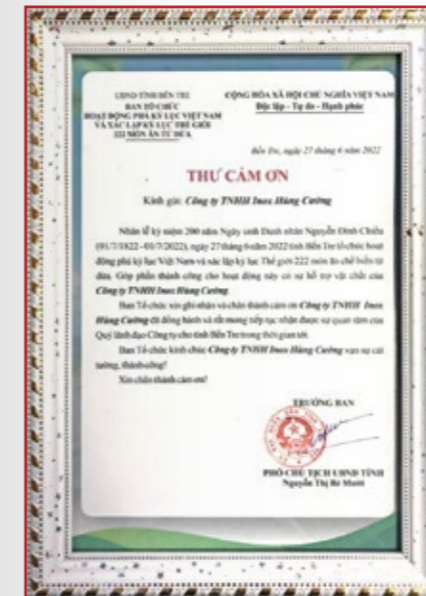 UBND TỈNH BẾN TRE
BAN TỔ CHỨC
HOẠT ĐỘNG PHÁ KỶ LỤC VIỆT NAM
VÀ XÁC LẬP KỶ LỤC THẾ GIỚI
222 MÓN ĂN TỪ DỪA
CỘNG HÒA XÃ HỘI CHỦ NGHĨA VIỆT NAM
Độc lập - Tự do - Hạnh phúc
Bến Tre, ngày 27 tháng 6 năm 2022
THƯ CẢM ƠN
Kính gửi: Công ty TNHH Inox Hùng Cường
Nhân lễ kỷ niệm 200 năm Ngày sinh Danh nhân Nguyễn Đình Chiểu
(01/7/1822 - 01/7/2022), ngày 27 tháng 6 năm 2022 tỉnh Bến Tre tổ chức hoạt
động phá kỷ lục Việt Nam và xác lập kỷ lục Thế giới 222 món ăn chế biến từ
dừa. Góp phần thành công cho hoạt động này có sự hỗ trợ vật chất của
Công ty TNHH Inox Hùng Cường.
Ban Tổ chức xin ghi nhận và chân thành cảm ơn Công ty TNHH Inox
Hùng Cường đã đồng hành và rất mong tiếp tục nhận được sự quan tâm của
Quý lãnh đạo Công ty cho tỉnh Bến Tre trong thời gian tới.
Ban Tổ chức kính chúc Công ty TNHH Inox Hùng Cường vạn sự cát
tường, thành công!
Xin chân thành cảm ơn!
TRƯỞNG BAN
PHÓ CHỦ TỊCH UBND TỈNH
Nguyễn Thị Bé Mười